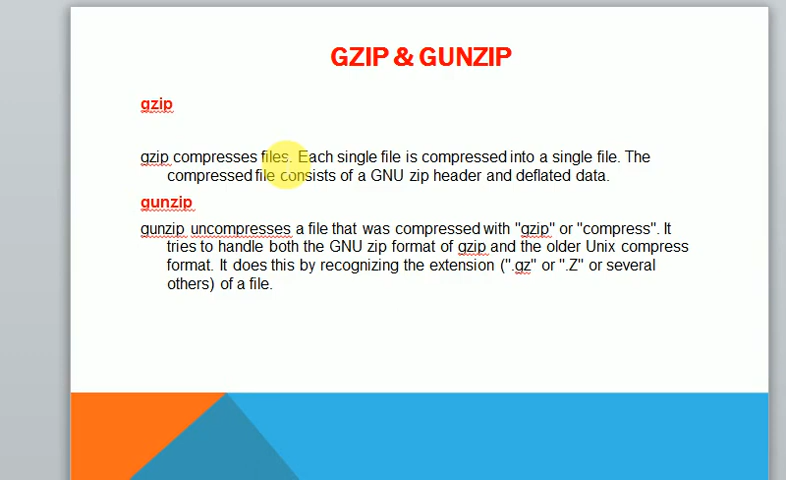 GZIP & GUNZIP
gzip
gzip compresses files. Each single file is compressed into a single file. The
compressed file consists of a GNU zip header and deflated data.
gunzip
gunzip uncompresses a file that was compressed with "gzip" or "compress". It
tries to handle both the GNU zip format of gzip and the older Unix compress
format. It does this by recognizing the extension (".gz" or ".Z" or several
others) of a file.